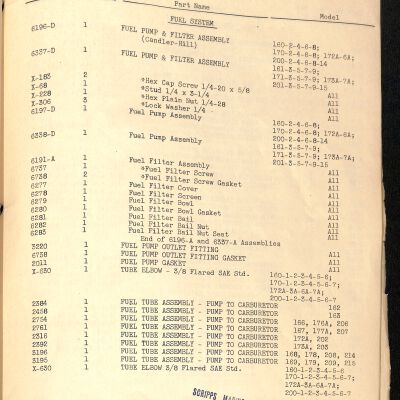 Part Name Model
FUEL SYSTEM
6196-D 1 FUEL PUMP & FILTER ASSEMBLY
(Candler-Hill) 160-2-4-6-8;
170-2-4-6-8; 172A-6A;
6337-D 1 FUEL PUMP & FILTER ASSEMBLY 200-2-4-6-8-14
161-3-5-7-9;
171-3-5-7-9; 173A-7A;
201-3-5-7-9-15
X-183 2 *Hex Cap Screw 1/4-20 x 5/8 All
X-68 1 *Stud 1/4 x 3-1/4 All
X-228 1 *Hex Plain Nut 1/4-28 All
X-306 3 *Lock Washer 1/4 All
6197-D 1 Fuel Pump Assembly
160-2-4-6-8;
170-2-4-6-8; 172A-6A;
6338-D 1 Fuel Pump Assembly 200-2-4-6-8-14
161-3-5-7-9;
171-3-5-7-9; 173A-7A;
201-3-5-7-9-15
6191-A 1 Fuel Filter Assembly All
6737 1 *Fuel Filter Screw All
6738 2 *Fuel Filter Screw Gasket All
6277 1 Fuel Filter Cover All
6278 1 Fuel Filter Screen All
6279 1 Fuel Filter Bowl All
6280 1 Fuel Filter Bowl Gasket All
6281 1 Fuel Filter Bail All
6282 1 Fuel Filter Bail Nut All
6283 1 Fuel Filter Bail Nut Seat All
End of 6196-A and 6337-A Assemblies
3220 1 FUEL PUMP OUTLET FITTING All
6738 1 FUEL PUMP OUTLET FITTING GASKET All
2011 1 FUEL PUMP GASKET All
X-630 1 TUBE ELBOW - 3/8 Flared SAE Std. 160-1-2-3-4-5-6;
170-1-2-3-4-5-6-7;
172A-3A-6A-7A;
200-1-2-3-4-5-6-7
2384 1 FUEL TUBE ASSEMBLY - PUMP TO CARBURETOR 162
2458 1 FUEL TUBE ASSEMBLY - PUMP TO CARBURETOR 163
2754 1 FUEL TUBE ASSEMBLY - PUMP TO CARBURETOR 166, 176A, 206
2761 1 FUEL TUBE ASSEMBLY - PUMP TO CARBURETOR 167, 177A, 207
2316 1 FUEL TUBE ASSEMBLY - PUMP TO CARBURETOR 172A, 202
2392 1 FUEL TUBE ASSEMBLY - PUMP TO CARBURETOR 173A, 203
3196 1 FUEL TUBE ASSEMBLY - PUMP TO CARBURETOR 168, 178, 208, 214
3195 1 FUEL TUBE ASSEMBLY - PUMP TO CARBURETOR 169, 179, 209, 215
X-630 1 TUBE ELBOW 3/8 Flared SAE Std. 160-1-2-3-4-5-6
170-1-2-3-4-5-6-7;
172A-3A-6A-7A;
200-1-2-3-4-5-6-7
SCRIPPS